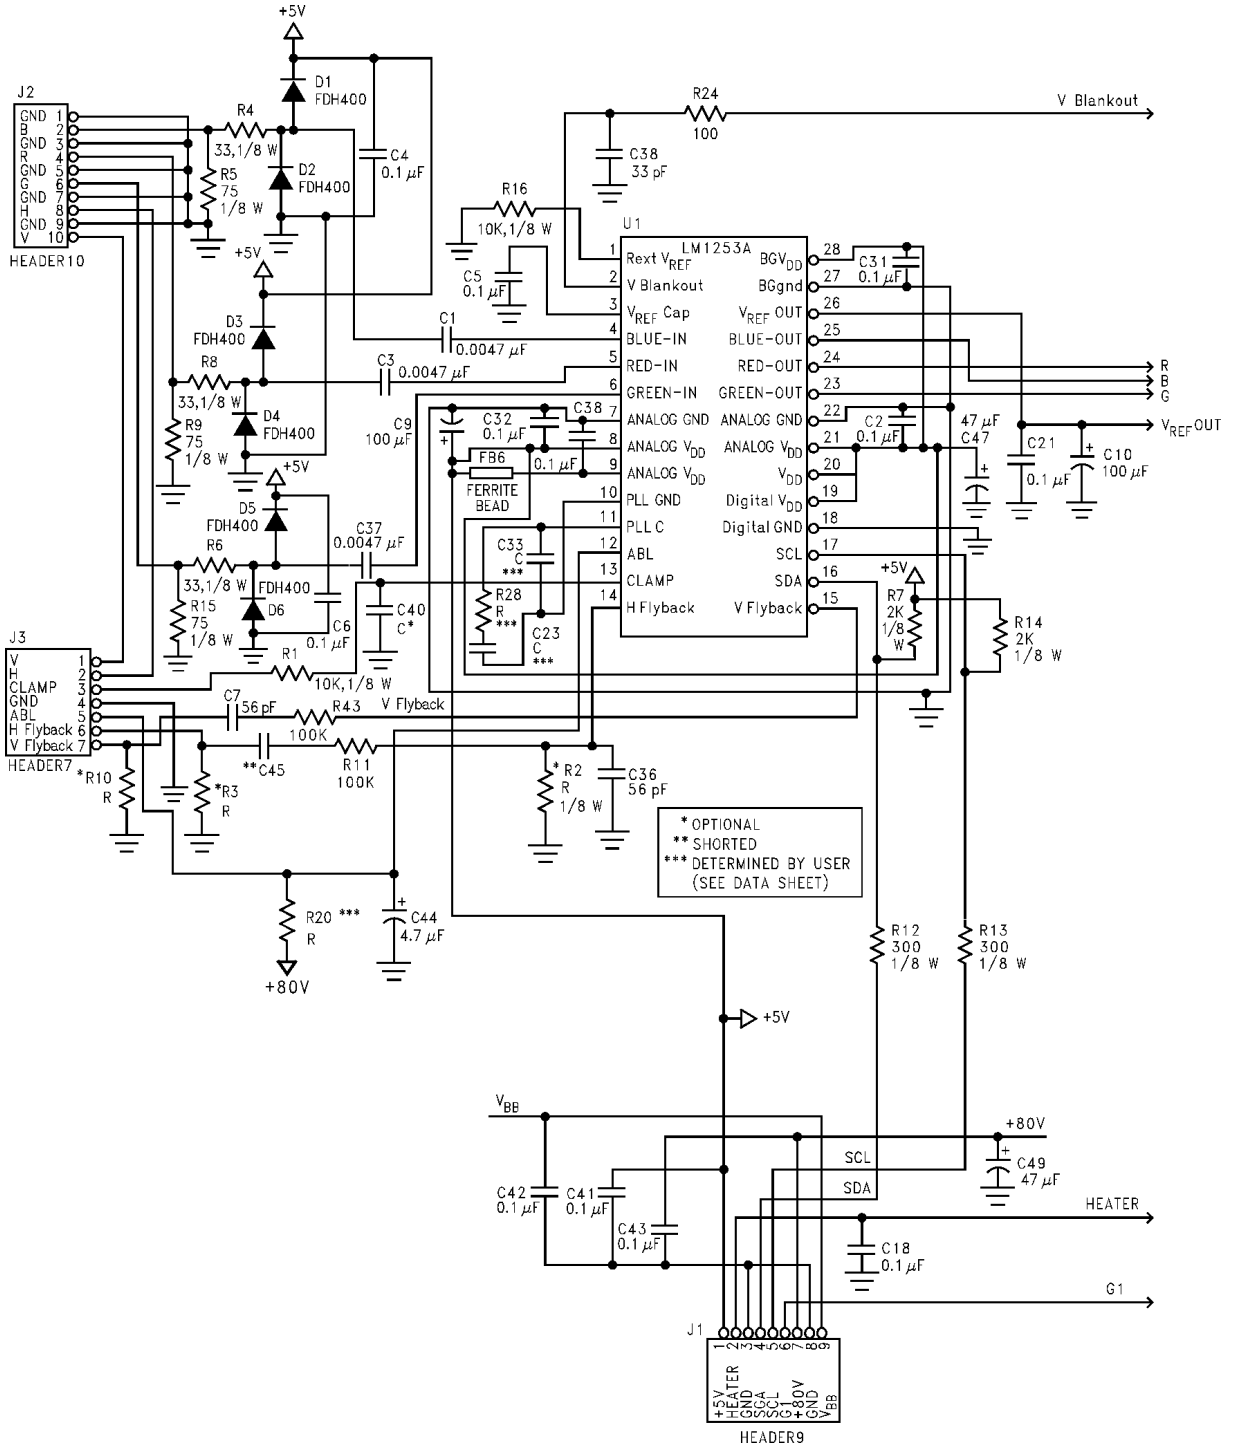 +5V
J2
GND 1
B 2
GND 3
R 4
GND 5
G 6
GND 7
H 8
GND 9
V 10
HEADER10
R4
33,1/8 W
R5
75
1/8 W
D1
FDH400
D2
FDH400
C4
0.1 μF
+5V
D3
FDH400
R8
33,1/8 W
D4
FDH400
R9
75
1/8 W
+5V
D5
FDH400
R6
33,1/8 W
FDH400
D6
R15
75
1/8 W
C6
0.1 μF
C37
0.0047 μF
C1
0.0047 μF
C3
0.0047 μF
C5
0.1 μF
R16
10K,1/8 W
C38
33 pF
R24
100
V Blankout
U1
LM1253A
1 Rext VREF
2 V Blankout
3 VREF Cap
4 BLUE-IN
5 RED-IN
6 GREEN-IN
7 ANALOG GND
8 ANALOG VDD
9 ANALOG VDD
10 PLL GND
11 PLL C
12 ABL
13 CLAMP
14 H Flyback
BGVDD 28
BGgnd 27
VREF OUT 26
BLUE-OUT 25
RED-OUT 24
GREEN-OUT 23
ANALOG GND 22
ANALOG VDD 21
VDD 20
Digital VDD 19
Digital GND 18
SCL 17
SDA 16
V Flyback 15
C31
0.1 μF
R
B
G
VREFOUT
C2
0.1 μF
47 μF
C47
+
C21
0.1 μF
+
C10
100 μF
C9
100 μF
+
C32
0.1 μF
C38
0.1 μF
FB6
FERRITE
BEAD
C33
C
***
R28
R
***
C23
C
***
C40
C*
+5V
R7
2K
1/8
W
R14
2K
1/8 W
J3
V 1
H 2
CLAMP 3
GND 4
ABL 5
H Flyback 6
V Flyback 7
HEADER7
R1
10K,1/8 W
C7
56 pF
R43
100K
V Flyback
**C45
R11
100K
*R10
R
*R3
R
* R2
R
1/8 W
C36
56 pF
* OPTIONAL
** SHORTED
*** DETERMINED BY USER
(SEE DATA SHEET)
R20 ***
R
+80V
+
C44
4.7 μF
R12
300
1/8 W
R13
300
1/8 W
+5V
VBB
+80V
+
C49
47 μF
SCL
SDA
C42
0.1 μF
C41
0.1 μF
C43
0.1 μF
HEATER
C18
0.1 μF
G1
J1
1 +5V
2 HEATER
3 GND
4 SGA
5 SCL
6 G1
7 +80V
8 GND
9 VBB
HEADER9